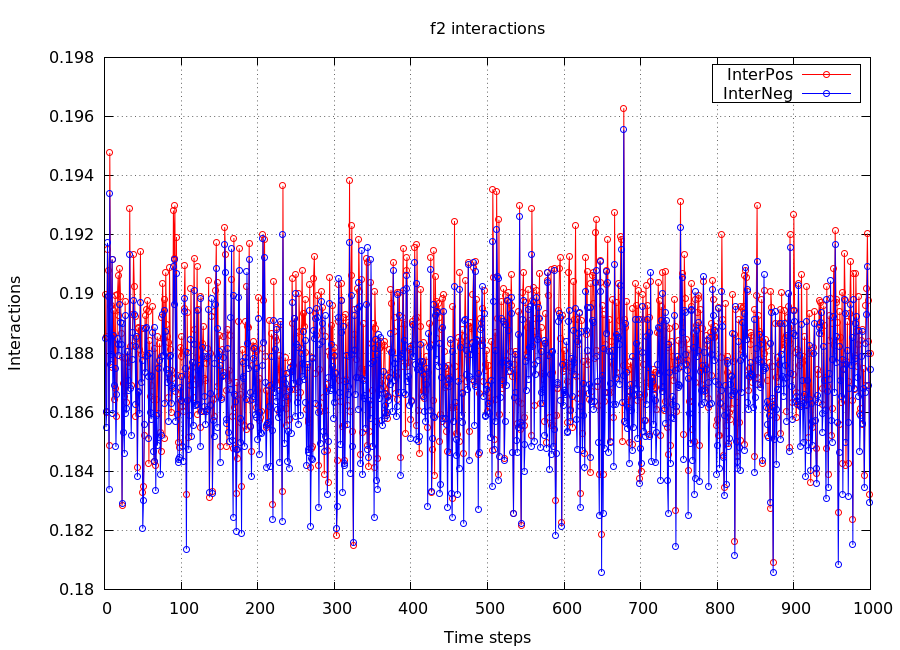 f2 interactions
InterPos
InterNeg
Interactions
0.198
0.196
0.194
0.192
0.19
0.188
0.186
0.184
0.182
0.18
0 100 200 300 400 500 600 700 800 900 1000
Time steps